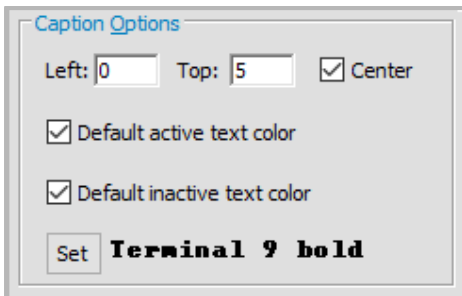 Caption Options
Left: 0 Top: 5 Center
Default active text color
Default inactive text color
Set Terminal 9 bold